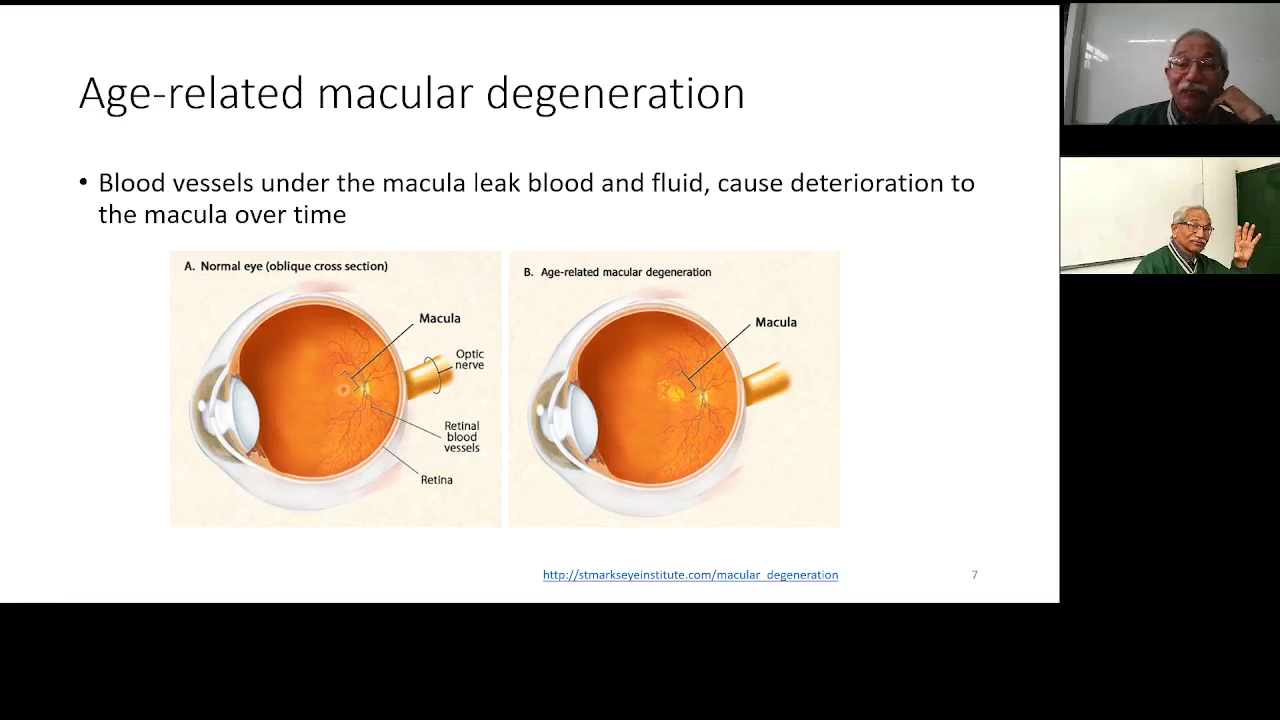 Age-related macular degeneration
• Blood vessels under the macula leak blood and fluid, cause deterioration to
the macula over time
A. Normal eye (oblique cross section)
Macula
Optic
nerve
Retinal
blood
vessels
Retina
B. Age-related macular degeneration
Macula
http://stmarkseyeinstitute.com/macular_degeneration
7